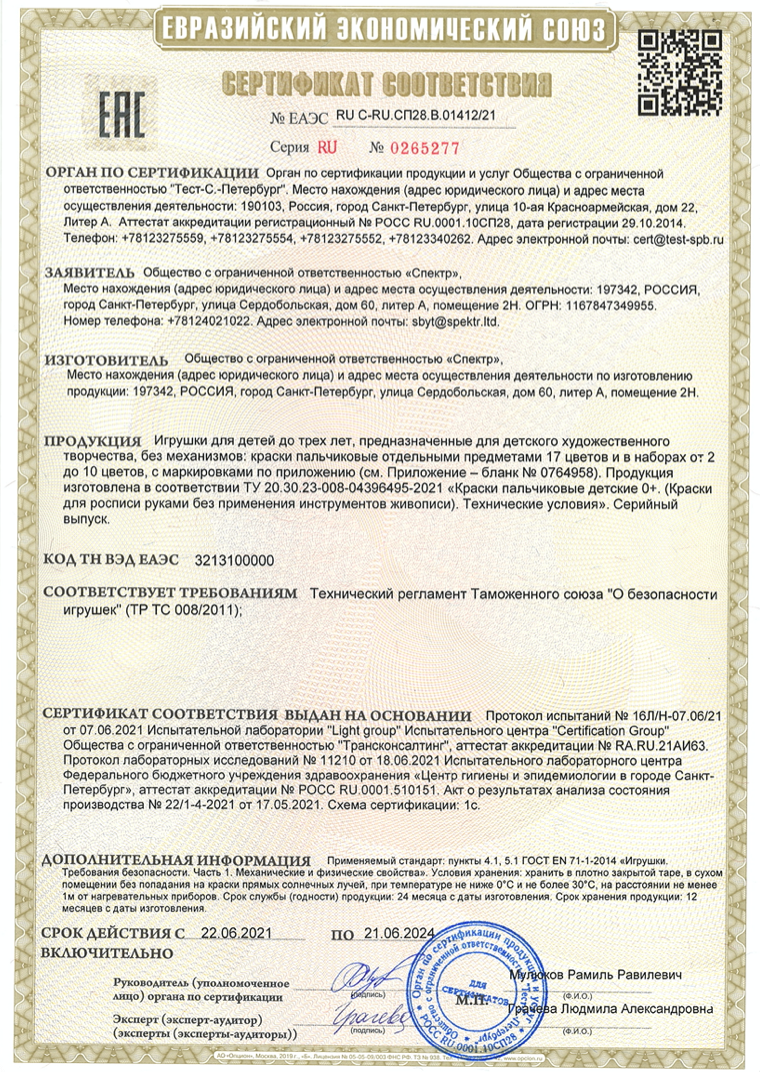 ЕВРАЗИЙСКИЙ ЭКОНОМИЧЕСКИЙ СОЮЗ
СЕРТИФИКАТ СООТВЕТСТВИЯ
EAC
№ ЕАЭС RU С-RU.СП28.В.01412/21
Серия RU № 0265277
ОРГАН ПО СЕРТИФИКАЦИИ Орган по сертификации продукции и услуг Общества с ограниченной
ответственностью "Тест-С.-Петербург". Место нахождения (адрес юридического лица) и адрес места
осуществления деятельности: 190103, Россия, город Санкт-Петербург, улица 10-ая Красноармейская, дом 22,
Литер А. Аттестат аккредитации регистрационный № РОСС RU.0001.10СП28, дата регистрации 29.10.2014.
Телефон: +78123275559, +78123275554, +78123275552, +78123340262. Адрес электронной почты: cert@test-spb.ru
ЗАЯВИТЕЛЬ Общество с ограниченной ответственностью «Спектр»,
Место нахождения (адрес юридического лица) и адрес места осуществления деятельности: 197342, РОССИЯ,
город Санкт-Петербург, улица Сердобольская, дом 60, литер А, помещение 2Н. ОГРН: 1167847349955.
Номер телефона: +78124021022. Адрес электронной почты: sbyt@spektr.ltd.
ИЗГОТОВИТЕЛЬ Общество с ограниченной ответственностью «Спектр»,
Место нахождения (адрес юридического лица) и адрес места осуществления деятельности по изготовлению
продукции: 197342, РОССИЯ, город Санкт-Петербург, улица Сердобольская, дом 60, литер А, помещение 2Н.
ПРОДУКЦИЯ Игрушки для детей до трех лет, предназначенные для детского художественного
творчества, без механизмов: краски пальчиковые отдельными предметами 17 цветов и в наборах от 2
до 10 цветов, с маркировками по приложению (см. Приложение – бланк № 0764958). Продукция
изготовлена в соответствии ТУ 20.30.23-008-04396495-2021 «Краски пальчиковые детские 0+. (Краски
для росписи руками без применения инструментов живописи). Технические условия». Серийный
выпуск.
КОД ТН ВЭД ЕАЭС 3213100000
СООТВЕТСТВУЕТ ТРЕБОВАНИЯМ Технический регламент Таможенного союза "О безопасности
игрушек" (ТР ТС 008/2011);
СЕРТИФИКАТ СООТВЕТСТВИЯ ВЫДАН НА ОСНОВАНИИ Протокол испытаний № 16Л/Н-07.06/21
от 07.06.2021 Испытательной лаборатории "Light group" Испытательного центра "Certification Group"
Общества с ограниченной ответственностью "Трансконсалтинг", аттестат аккредитации № RA.RU.21АИ63.
Протокол лабораторных исследований № 11210 от 18.06.2021 Испытательного лабораторного центра
Федерального бюджетного учреждения здравоохранения «Центр гигиены и эпидемиологии в городе Санкт-
Петербург», аттестат аккредитации № РОСС RU.0001.510151. Акт о результатах анализа состояния
производства № 22/1-4-2021 от 17.05.2021. Схема сертификации: 1с.
ДОПОЛНИТЕЛЬНАЯ ИНФОРМАЦИЯ Применяемый стандарт: пункты 4.1, 5.1 ГОСТ EN 71-1-2014 «Игрушки.
Требования безопасности. Часть 1. Механические и физические свойства». Условия хранения: хранить в плотно закрытой таре, в сухом
помещении без попадания на краски прямых солнечных лучей, при температуре не ниже 0°С и не более 30°С, на расстоянии не менее
1м от нагревательных приборов. Срок службы (годности) продукции: 24 месяца с даты изготовления. Срок хранения продукции: 12
месяцев с даты изготовления.
СРОК ДЕЙСТВИЯ С 22.06.2021 ПО 21.06.2024
ВКЛЮЧИТЕЛЬНО
Руководитель (уполномоченное
лицо) органа по сертификации
(подпись)
Мулюков Рамиль Равилевич
(Ф.И.О.)
М.П.
Эксперт (эксперт-аудитор)
(эксперты (эксперты-аудиторы))
Грачева
(подпись)
Грачева Людмила Александровна
(Ф.И.О.)
Орган по сертификации продукции и услуг
Общество с ограниченной ответственностью
ДЛЯ
СЕРТИФИКАТОВ
РОСС RU.0001.10СП28
АО «Опцион», Москва, 2019 г., «Б». Лицензия № 05-05-09/003 ФНС РФ.